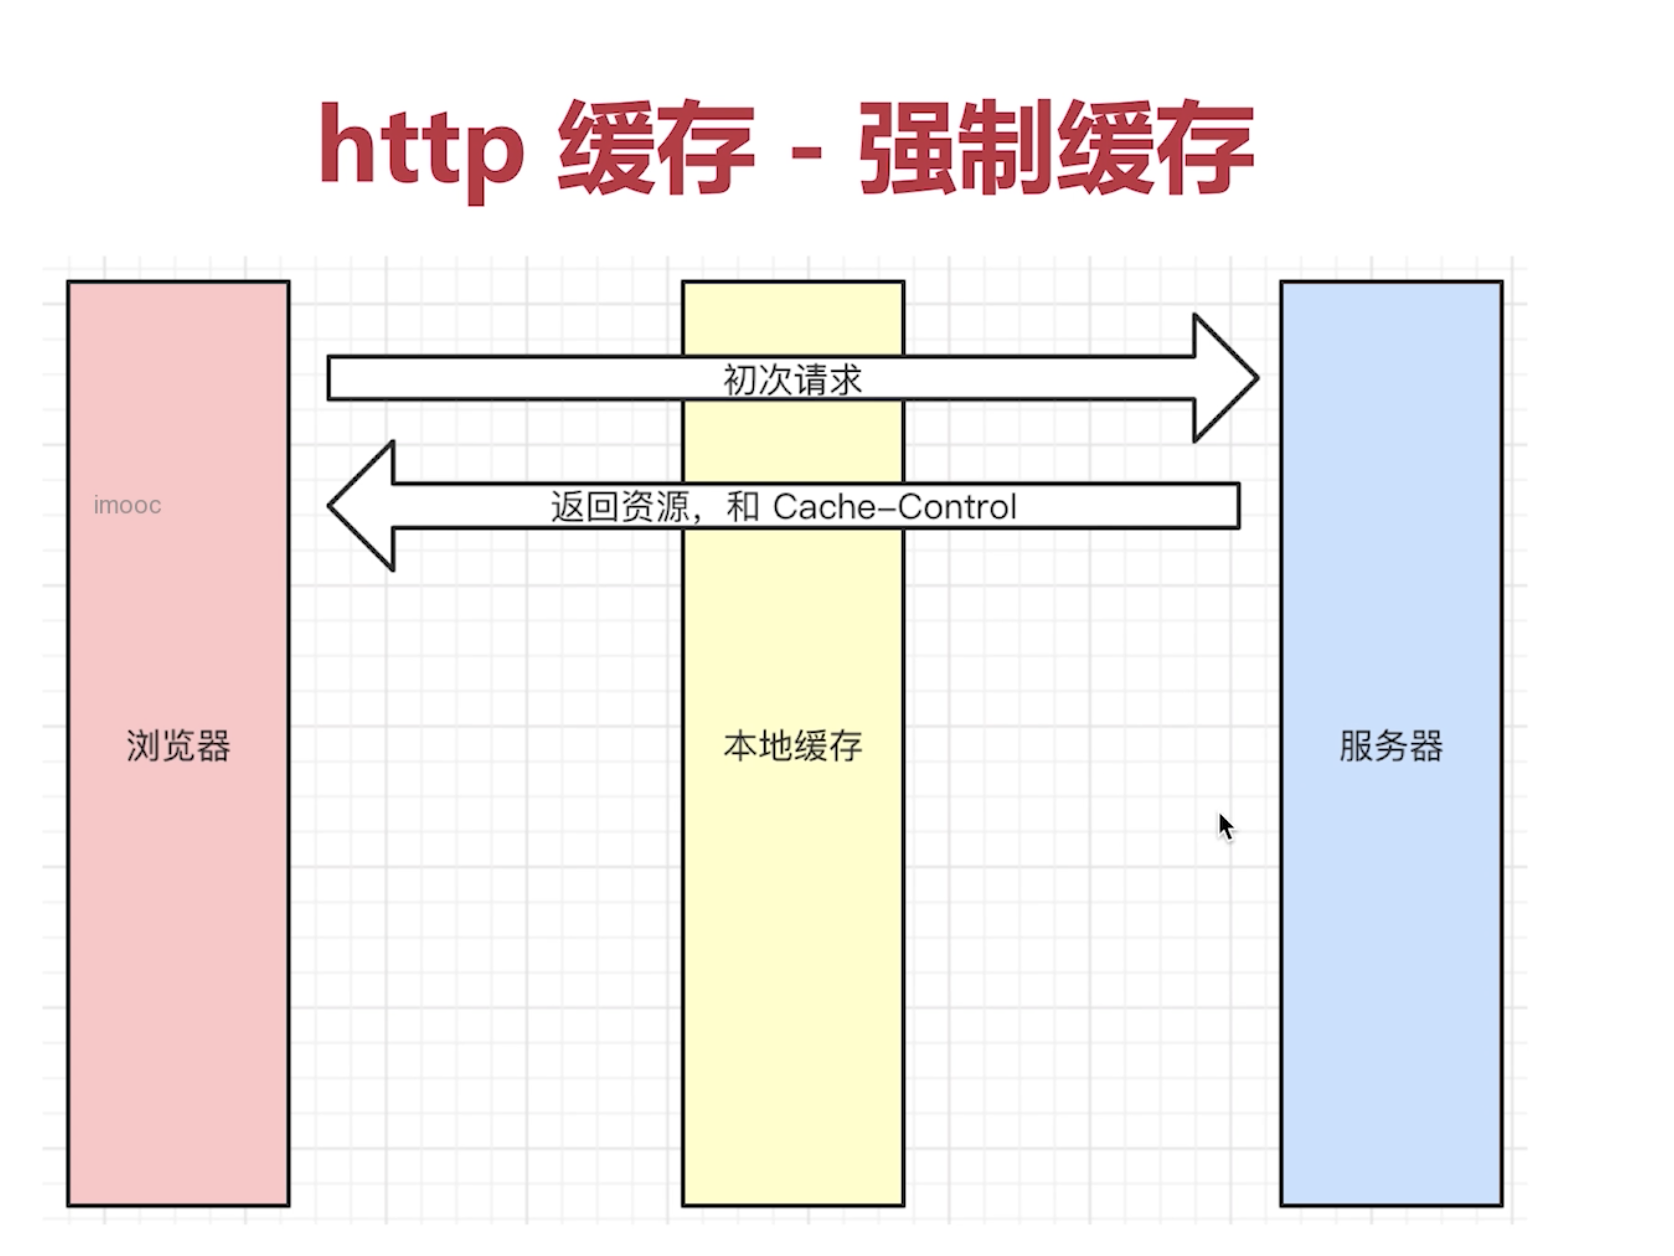 http 缓存 - 强制缓存
初次请求
返回资源，和 Cache-Control
imooc
浏览器
本地缓存
服务器